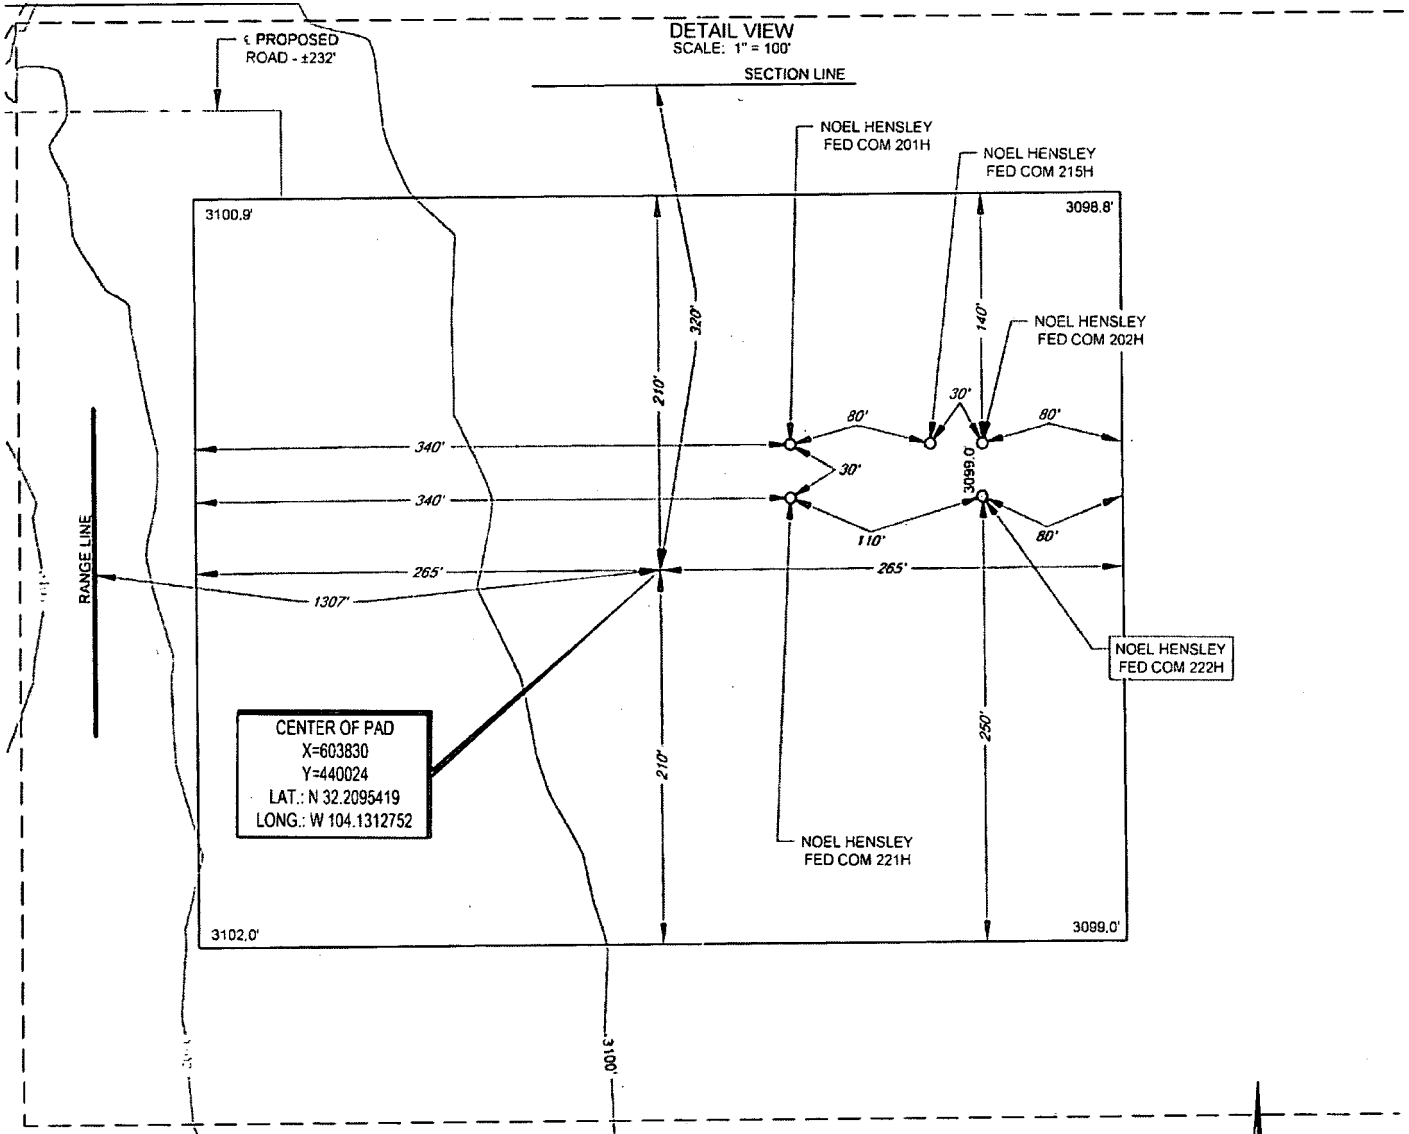 DETAIL VIEW
SCALE: 1" = 100'
℄ PROPOSED
ROAD - ±232'
SECTION LINE
NOEL HENSLEY
FED COM 201H
NOEL HENSLEY
FED COM 215H
3100.9'
3098.8'
NOEL HENSLEY
FED COM 202H
320'
140'
210'
30'
80'
80'
340'
30'
3099.0'
340'
110'
80'
RANGE LINE
265'
265'
1307'
NOEL HENSLEY
FED COM 222H
CENTER OF PAD
X=603830
Y=440024
LAT.: N 32.2095419
LONG.: W 104.1312752
210'
250'
NOEL HENSLEY
FED COM 221H
3102.0'
3099.0'
3100'